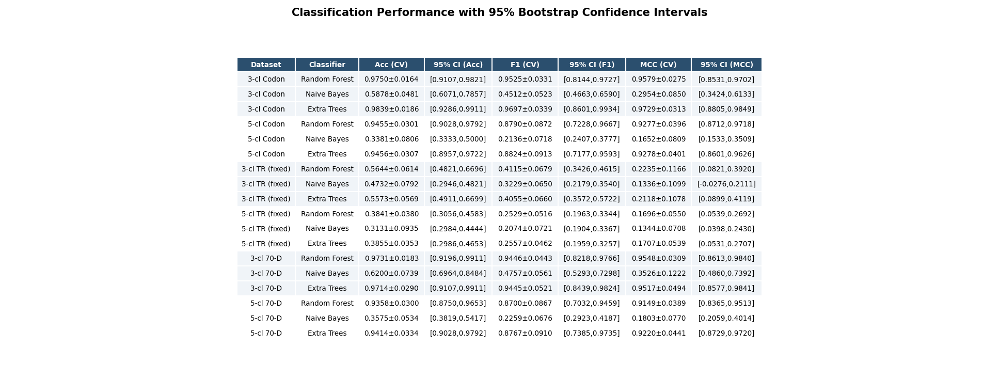 Classification Performance with 95% Bootstrap Confidence Intervals
Dataset Classifier Acc (CV) 95% CI (Acc) F1 (CV) 95% CI (F1) MCC (CV) 95% CI (MCC)
3-cl Codon Random Forest 0.9750±0.0164 [0.9107,0.9821] 0.9525±0.0331 [0.8144,0.9727] 0.9579±0.0275 [0.8531,0.9702]
3-cl Codon Naive Bayes 0.5878±0.0481 [0.6071,0.7857] 0.4512±0.0523 [0.4663,0.6590] 0.2954±0.0850 [0.3424,0.6133]
3-cl Codon Extra Trees 0.9839±0.0186 [0.9286,0.9911] 0.9697±0.0339 [0.8601,0.9934] 0.9729±0.0313 [0.8805,0.9849]
5-cl Codon Random Forest 0.9455±0.0301 [0.9028,0.9792] 0.8790±0.0872 [0.7228,0.9667] 0.9277±0.0396 [0.8712,0.9718]
5-cl Codon Naive Bayes 0.3381±0.0806 [0.3333,0.5000] 0.2136±0.0718 [0.2407,0.3777] 0.1652±0.0809 [0.1533,0.3509]
5-cl Codon Extra Trees 0.9456±0.0307 [0.8957,0.9722] 0.8824±0.0913 [0.7177,0.9593] 0.9278±0.0401 [0.8601,0.9626]
3-cl TR (fixed) Random Forest 0.5644±0.0614 [0.4821,0.6696] 0.4115±0.0679 [0.3426,0.4615] 0.2235±0.1166 [0.0821,0.3920]
3-cl TR (fixed) Naive Bayes 0.4732±0.0792 [0.2946,0.4821] 0.3229±0.0650 [0.2179,0.3540] 0.1336±0.1099 [-0.0276,0.2111]
3-cl TR (fixed) Extra Trees 0.5573±0.0569 [0.4911,0.6699] 0.4055±0.0660 [0.3572,0.5722] 0.2118±0.1078 [0.0899,0.4119]
5-cl TR (fixed) Random Forest 0.3841±0.0380 [0.3056,0.4583] 0.2529±0.0516 [0.1963,0.3344] 0.1696±0.0550 [0.0539,0.2692]
5-cl TR (fixed) Naive Bayes 0.3131±0.0935 [0.2984,0.4444] 0.2074±0.0721 [0.1904,0.3367] 0.1344±0.0708 [0.0398,0.2430]
5-cl TR (fixed) Extra Trees 0.3855±0.0353 [0.2986,0.4653] 0.2557±0.0462 [0.1959,0.3257] 0.1707±0.0539 [0.0531,0.2707]
3-cl 70-D Random Forest 0.9731±0.0183 [0.9196,0.9911] 0.9446±0.0443 [0.8218,0.9766] 0.9548±0.0309 [0.8613,0.9840]
3-cl 70-D Naive Bayes 0.6200±0.0739 [0.6964,0.8484] 0.4757±0.0561 [0.5293,0.7298] 0.3526±0.1222 [0.4860,0.7392]
3-cl 70-D Extra Trees 0.9714±0.0290 [0.9107,0.9911] 0.9445±0.0521 [0.8439,0.9824] 0.9517±0.0494 [0.8577,0.9841]
5-cl 70-D Random Forest 0.9358±0.0300 [0.8750,0.9653] 0.8700±0.0867 [0.7032,0.9459] 0.9149±0.0389 [0.8365,0.9513]
5-cl 70-D Naive Bayes 0.3575±0.0534 [0.3819,0.5417] 0.2259±0.0676 [0.2923,0.4187] 0.1803±0.0770 [0.2059,0.4014]
5-cl 70-D Extra Trees 0.9414±0.0334 [0.9028,0.9792] 0.8767±0.0910 [0.7385,0.9735] 0.9220±0.0441 [0.8729,0.9720]